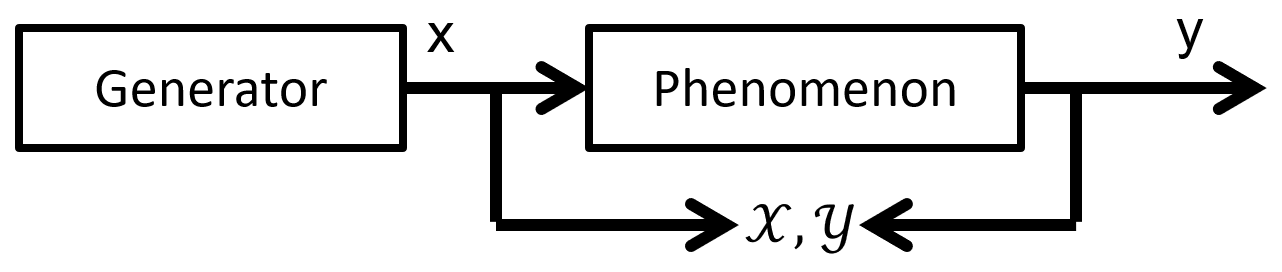 x y
Generator Phenomenon
𝒳, 𝒴